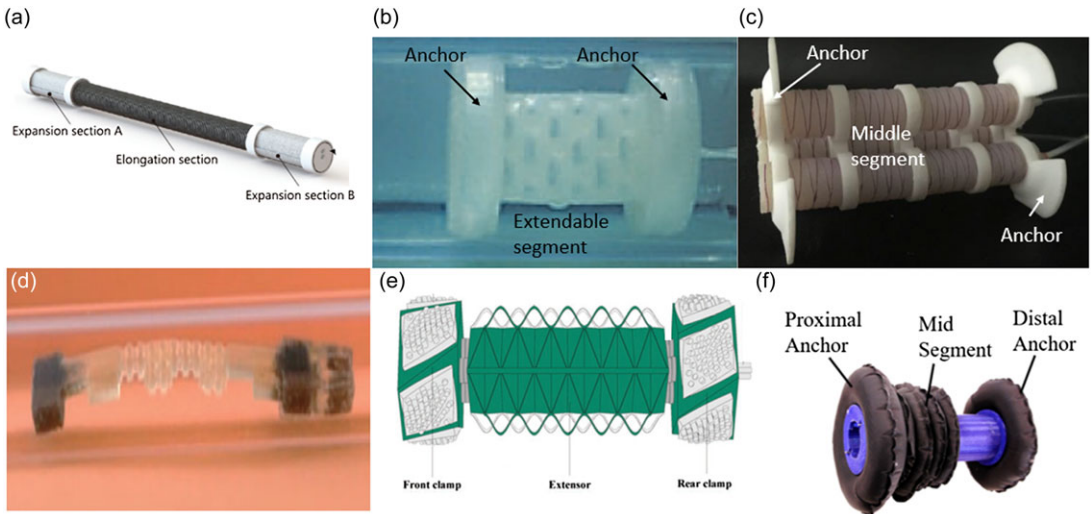 (a)
Expansion section A
Elongation section
Expansion section B
(b)
Anchor
Anchor
Extendable
segment
(c)
Anchor
Middle
segment
Anchor
(d)
(e)
Front clamp
Extensor
Rear clamp
(f)
Proximal
Anchor
Mid
Segment
Distal
Anchor